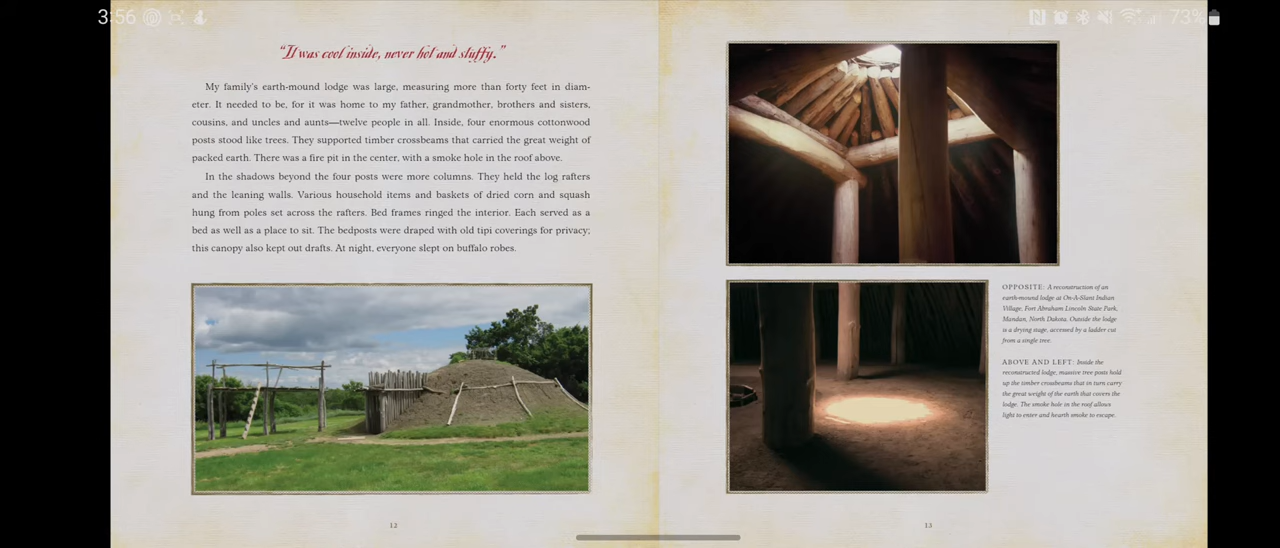 3:56
73%
“It was cool inside, never hot and stuffy.”
My family’s earth-mound lodge was large, measuring more than forty feet in diam-
eter. It needed to be, for it was home to my father, grandmother, brothers and sisters,
cousins, and uncles and aunts—twelve people in all. Inside, four enormous cottonwood
posts stood like trees. They supported timber crossbeams that carried the great weight of
packed earth. There was a fire pit in the center, with a smoke hole in the roof above.
In the shadows beyond the four posts were more columns. They held the log rafters
and the leaning walls. Various household items and baskets of dried corn and squash
hung from poles set across the rafters. Bed frames ringed the interior. Each served as a
bed as well as a place to sit. The bedposts were draped with old tipi coverings for privacy;
this canopy also kept out drafts. At night, everyone slept on buffalo robes.
12
OPPOSITE: A reconstruction of an
earth-mound lodge at On-A-Slant Indian
Village, Fort Abraham Lincoln State Park,
Mandan, North Dakota. Outside the lodge
is a drying stage, accessed by a ladder cut
from a single tree.
ABOVE AND LEFT: Inside the
reconstructed lodge, massive tree posts hold
up the timber crossbeams that in turn carry
the great weight of the earth that covers the
lodge. The smoke hole in the roof allows
light to enter and hearth smoke to escape.
13